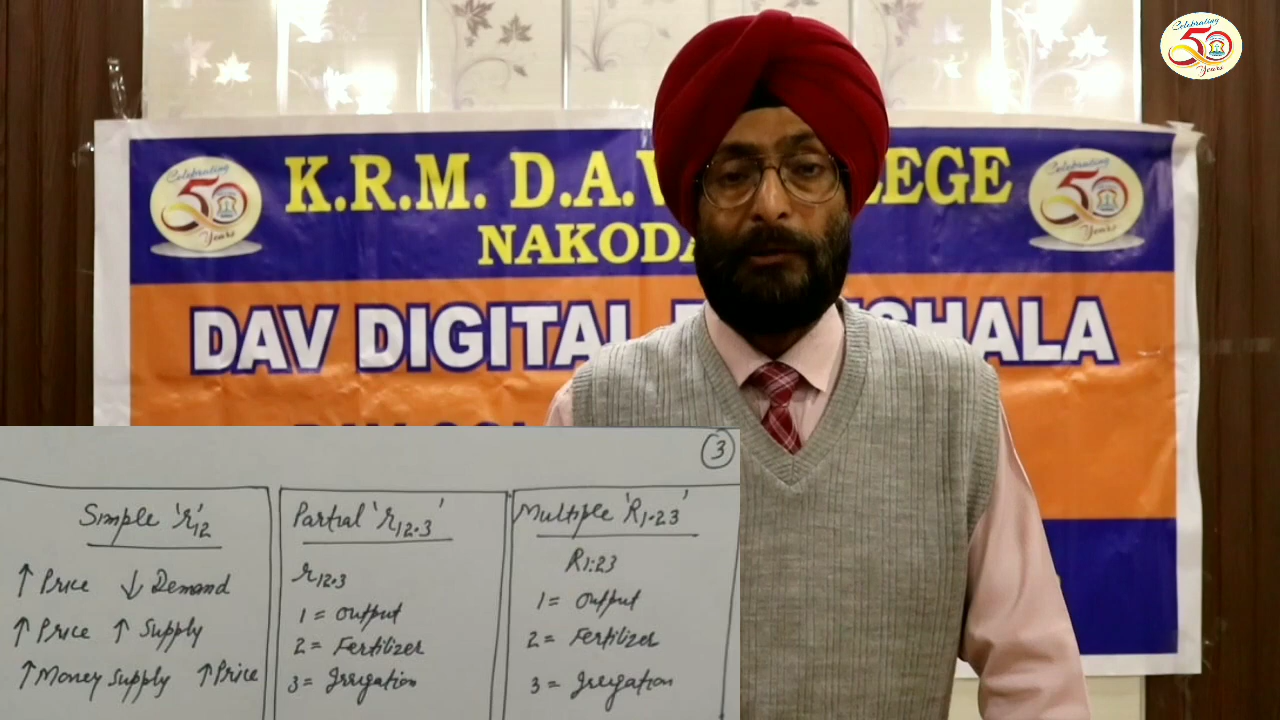 Celebrating
50
Years
Celebrating
50
Years
K.R.M. D.A.V. LEGE
Celebrating
50
Years
NAKODA
DAV DIGITAL SHALA
3
Simple 'r12'
↑ Price ↓ Demand
↑ Price ↑ Supply
↑ Money Supply ↑ Price
Partial 'r12.3'
r12.3
1 = Output
2 = Fertilizer
3 = Irrigation
Multiple 'R1.23'
R1.23
1 = Output
2 = Fertilizer
3 = Irrigation